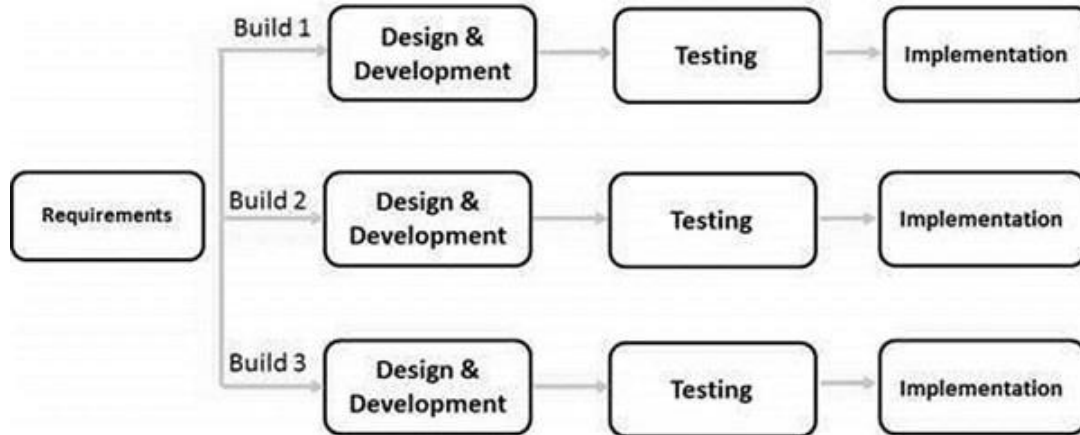 Build 1
Design &
Development
Testing
Implementation
Requirements
Build 2
Design &
Development
Testing
Implementation
Build 3
Design &
Development
Testing
Implementation